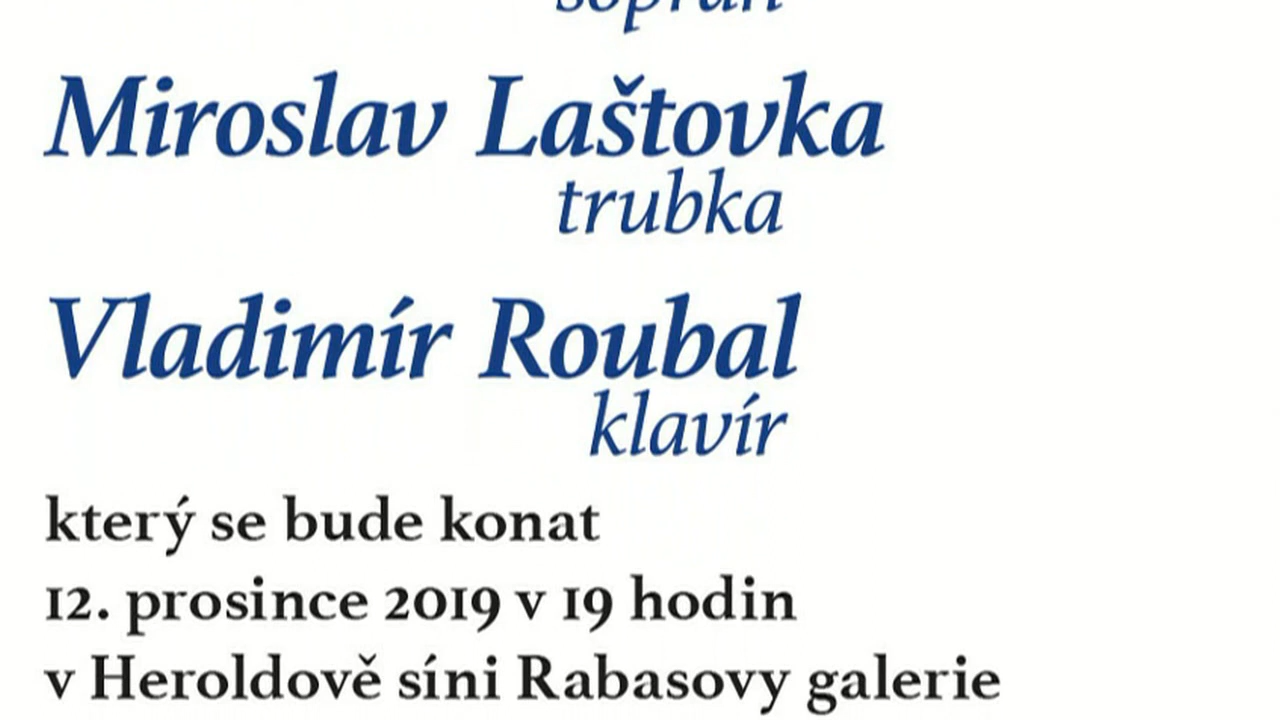 soprán
Miroslav Laštovka
trubka
Vladimír Roubal
klavír
který se bude konat
12. prosince 2019 v 19 hodin
v Heroldově síni Rabasovy galerie